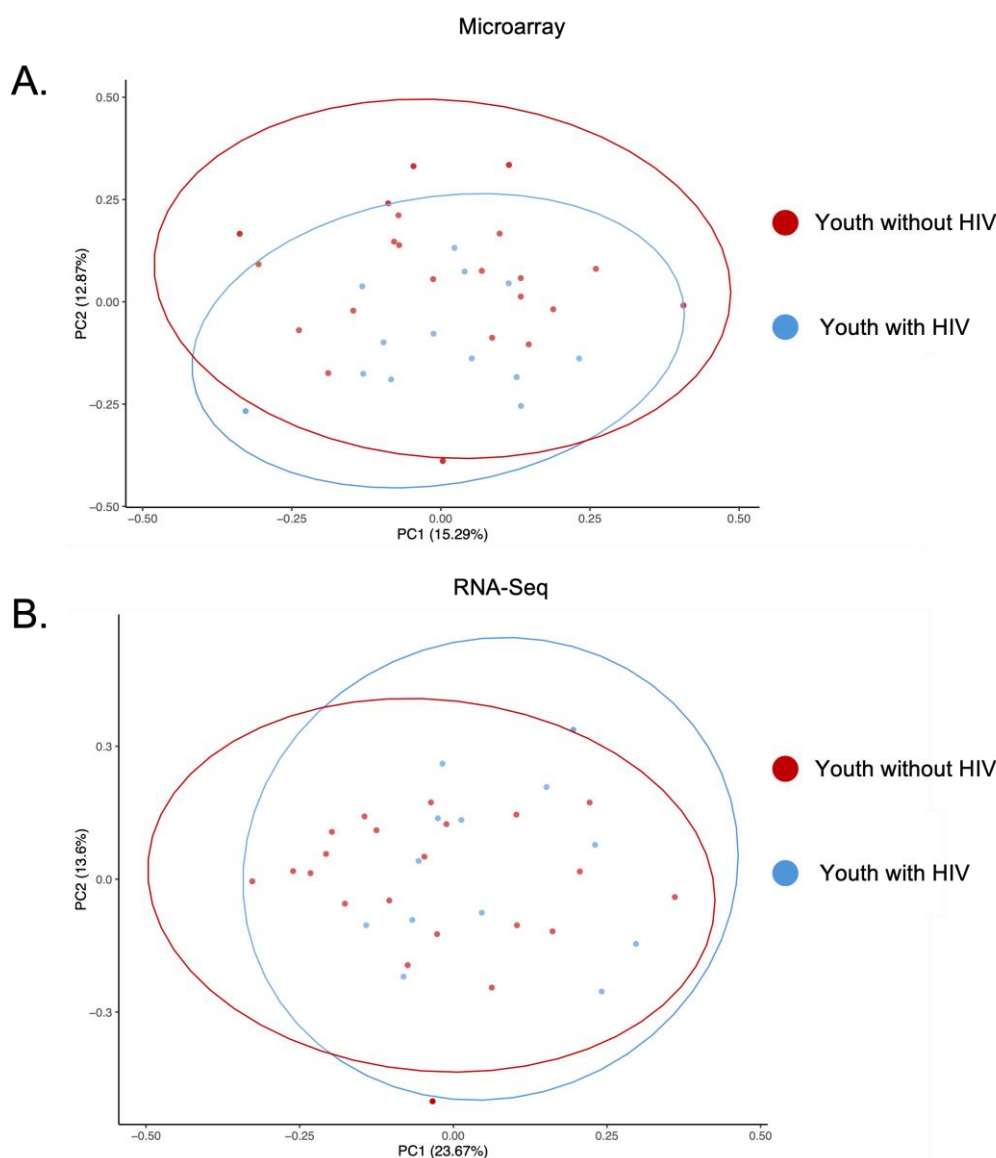 Microarray
A.
0.50
0.25
0.00
−0.25
−0.50
PC2 (12.87%)
−0.50 −0.25 0.00 0.25 0.50
PC1 (15.29%)
Youth without HIV
Youth with HIV
RNA-Seq
B.
0.3
0.0
−0.3
PC2 (13.6%)
−0.50 −0.25 0.00 0.25 0.50
PC1 (23.67%)
Youth without HIV
Youth with HIV